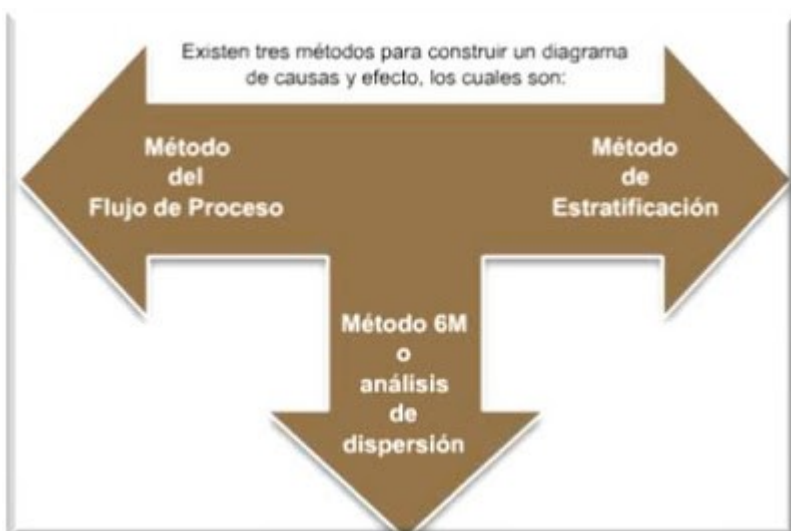 Existen tres métodos para construir un diagrama
de causas y efecto, los cuales son:
Método
del
Flujo de Proceso
Método
de
Estratificación
Método 6M
o
análisis
de
dispersión